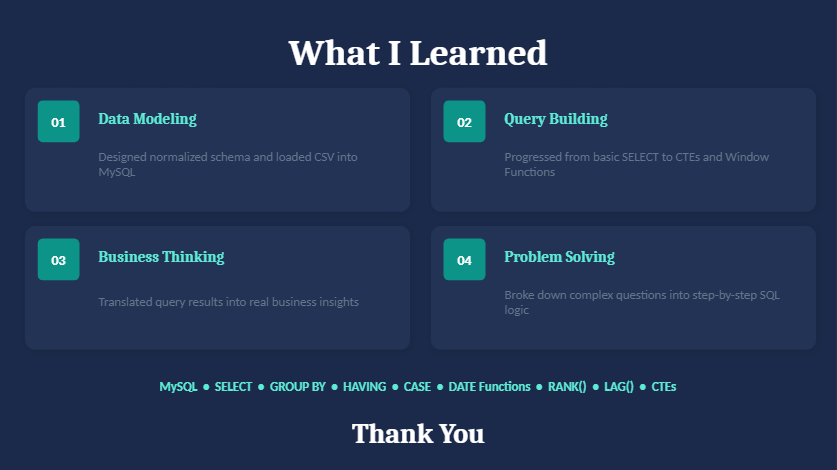 What I Learned
01
Data Modeling
Designed normalized schema and loaded CSV into
MySQL
02
Query Building
Progressed from basic SELECT to CTEs and Window
Functions
03
Business Thinking
Translated query results into real business insights
04
Problem Solving
Broke down complex questions into step-by-step SQL
logic
MySQL ● SELECT ● GROUP BY ● HAVING ● CASE ● DATE Functions ● RANK() ● LAG() ● CTEs
Thank You